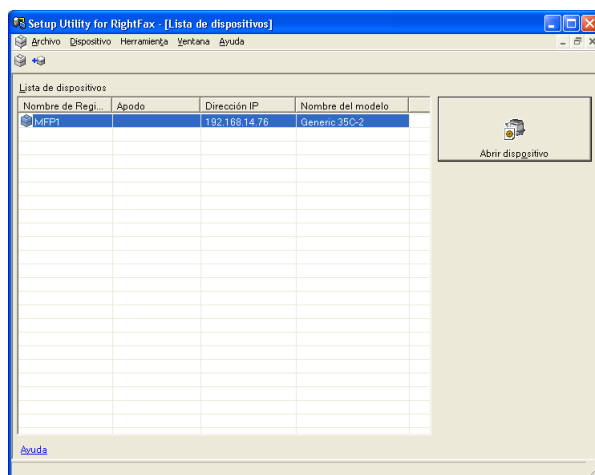 Setup Utility for RightFax - [Lista de dispositivos]
Archivo Dispositivo Herramienta Ventana Ayuda
Lista de dispositivos
Nombre de Regi... Apodo Dirección IP Nombre del modelo
MFP1 192.168.14.76 Generic 35C-2
Abrir dispositivo
Ayuda